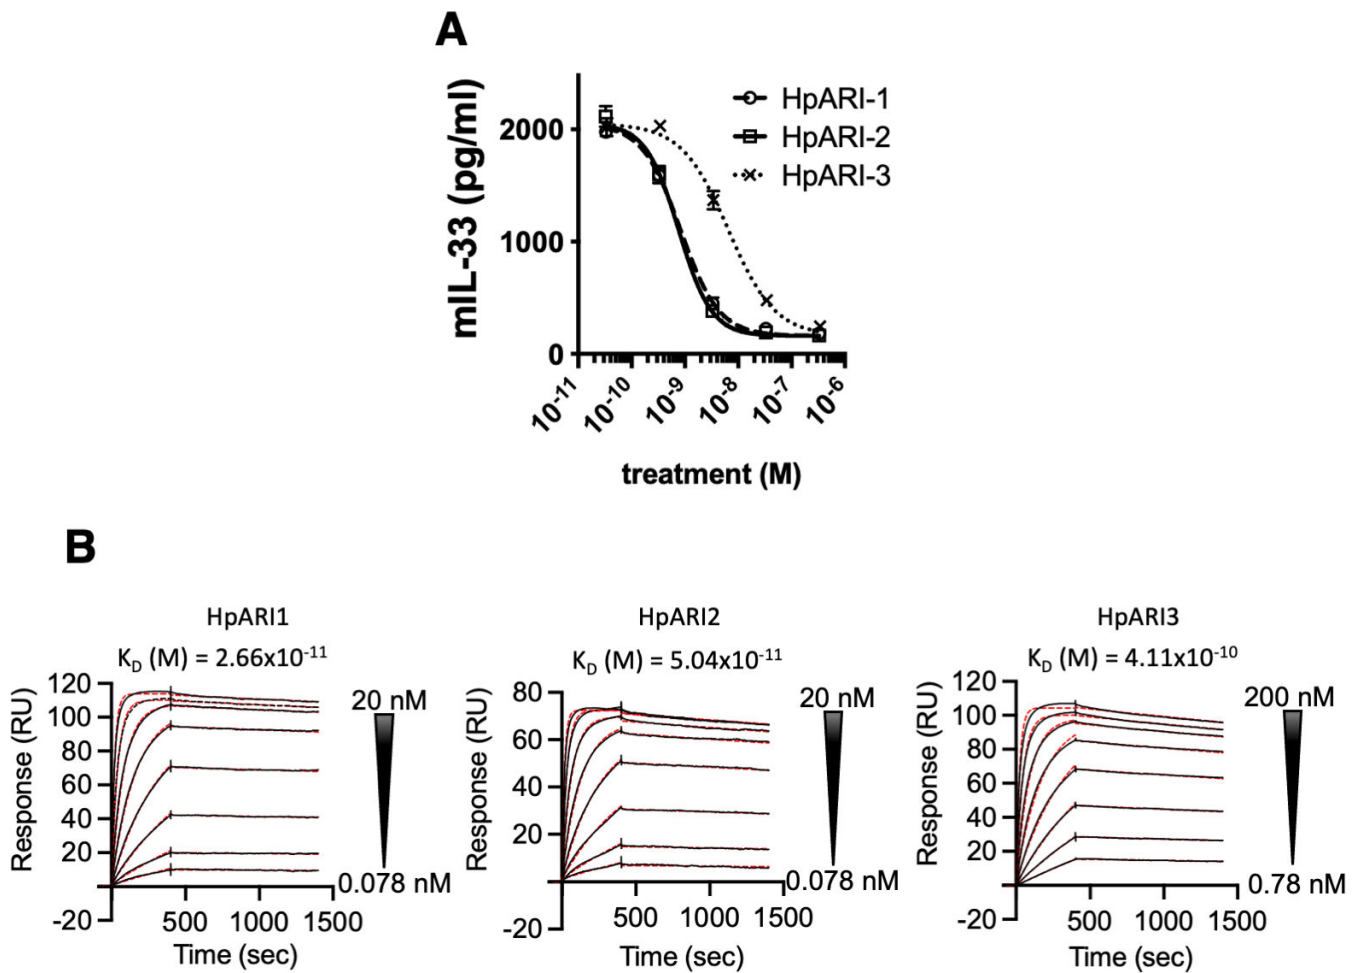 A
mIL-33 (pg/ml)
2000
1000
0
10⁻¹¹
10⁻¹⁰
10⁻⁹
10⁻⁸
10⁻⁷
10⁻⁶
treatment (M)
HpARI-1
HpARI-2
HpARI-3
B
HpARI1
K_D (M) = 2.66x10⁻¹¹
Response (RU)
120
100
80
60
40
20
-20
500 1000 1500
Time (sec)
20 nM
0.078 nM
HpARI2
K_D (M) = 5.04x10⁻¹¹
Response (RU)
80
60
40
20
-20
500 1000 1500
Time (sec)
20 nM
0.078 nM
HpARI3
K_D (M) = 4.11x10⁻¹⁰
Response (RU)
120
100
80
60
40
20
-20
500 1000 1500
Time (sec)
200 nM
0.78 nM